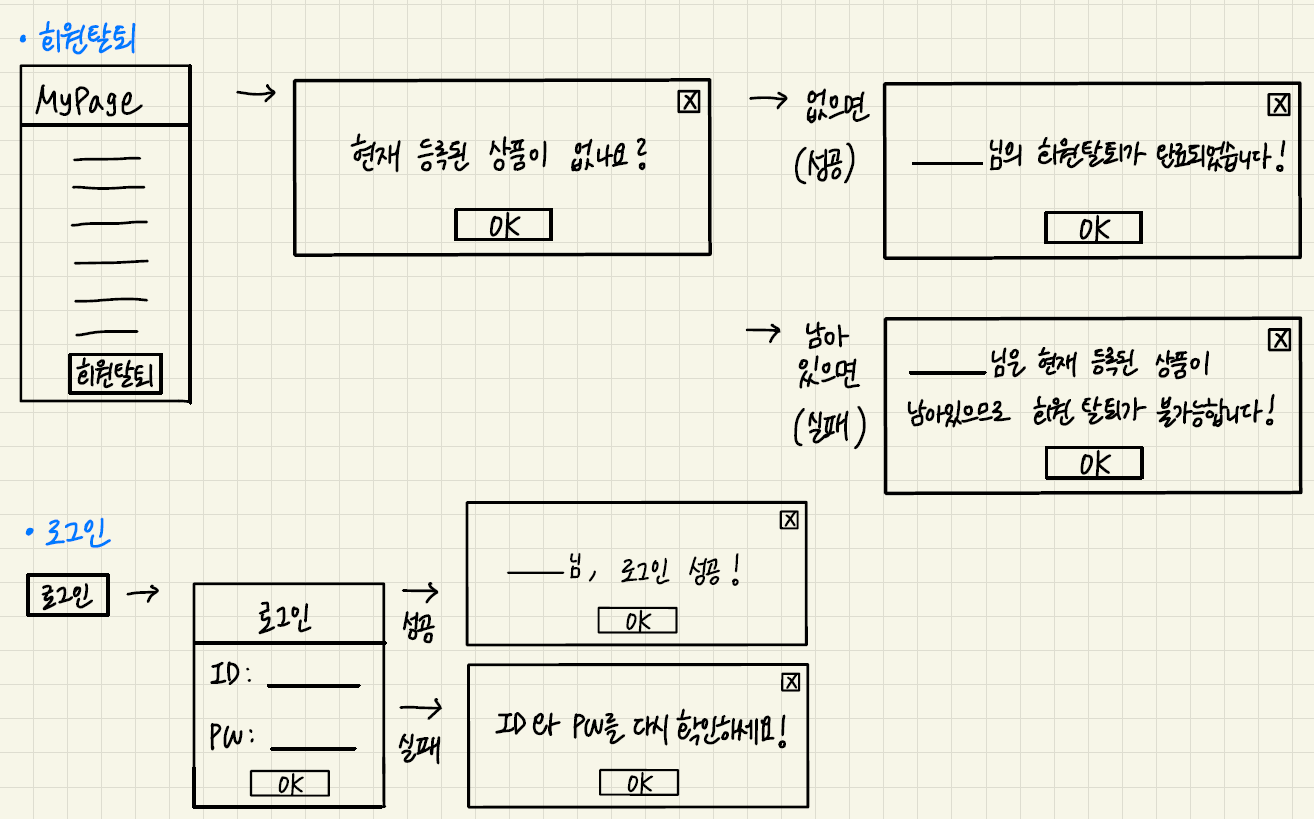 • 회원탈퇴
MyPage
회원탈퇴
→
X
현재 등록된 상품이 없나요?
OK
→ 없으면
(성공)
X
____님의 회원탈퇴가 완료되었습니다!
OK
→ 남아
있으면
(실패)
X
____님은 현재 등록된 상품이
남아있으므로 회원 탈퇴가 불가능합니다!
OK
• 로그인
로그인 →
로그인
ID: ____
PW: ____
OK
→
성공
X
____님, 로그인 성공!
OK
→
실패
X
ID와 PW를 다시 확인하세요!
OK